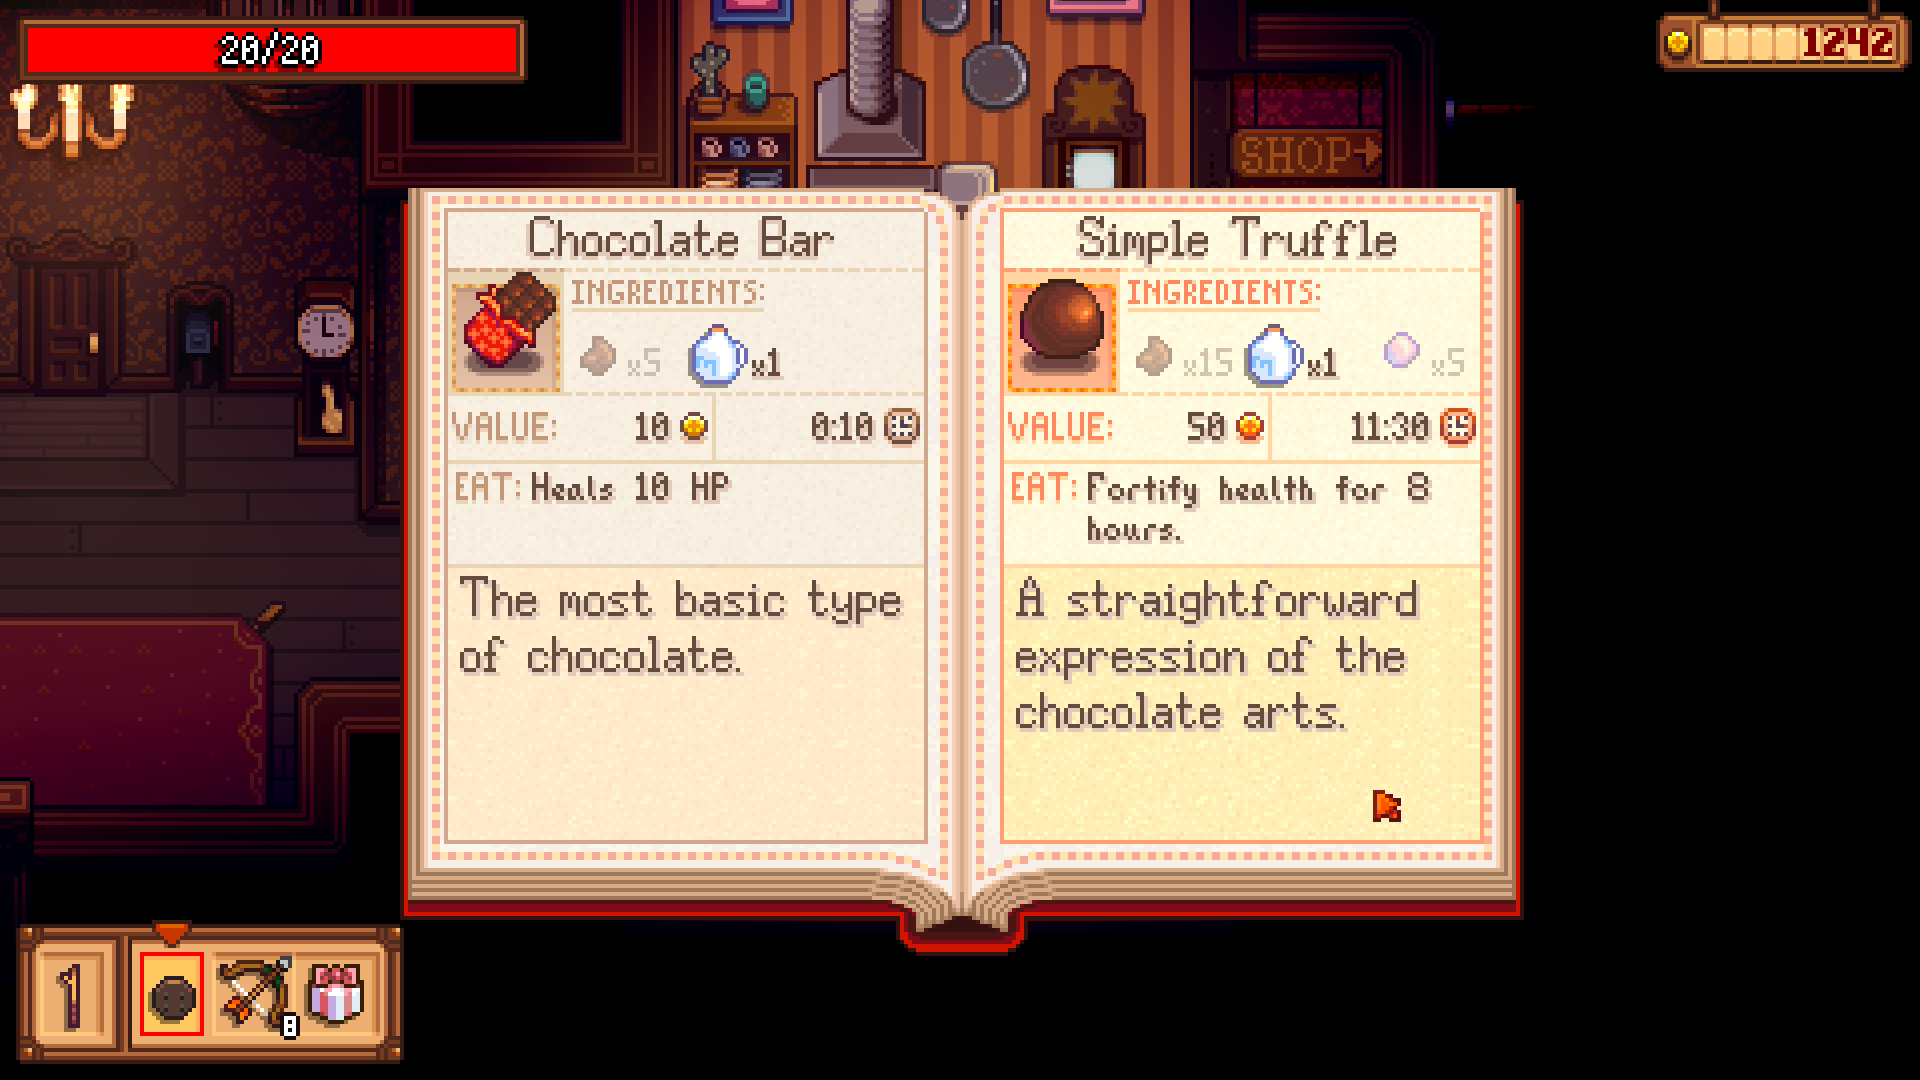 20/20
1242
SHOP→
Chocolate Bar
INGREDIENTS:
x5 x1
VALUE: 10 0:10
EAT: Heals 10 HP
The most basic type
of chocolate.
Simple Truffle
INGREDIENTS:
x15 x1 x5
VALUE: 50 11:30
EAT: Fortify health for 8
hours.
A straightforward
expression of the
chocolate arts.
8